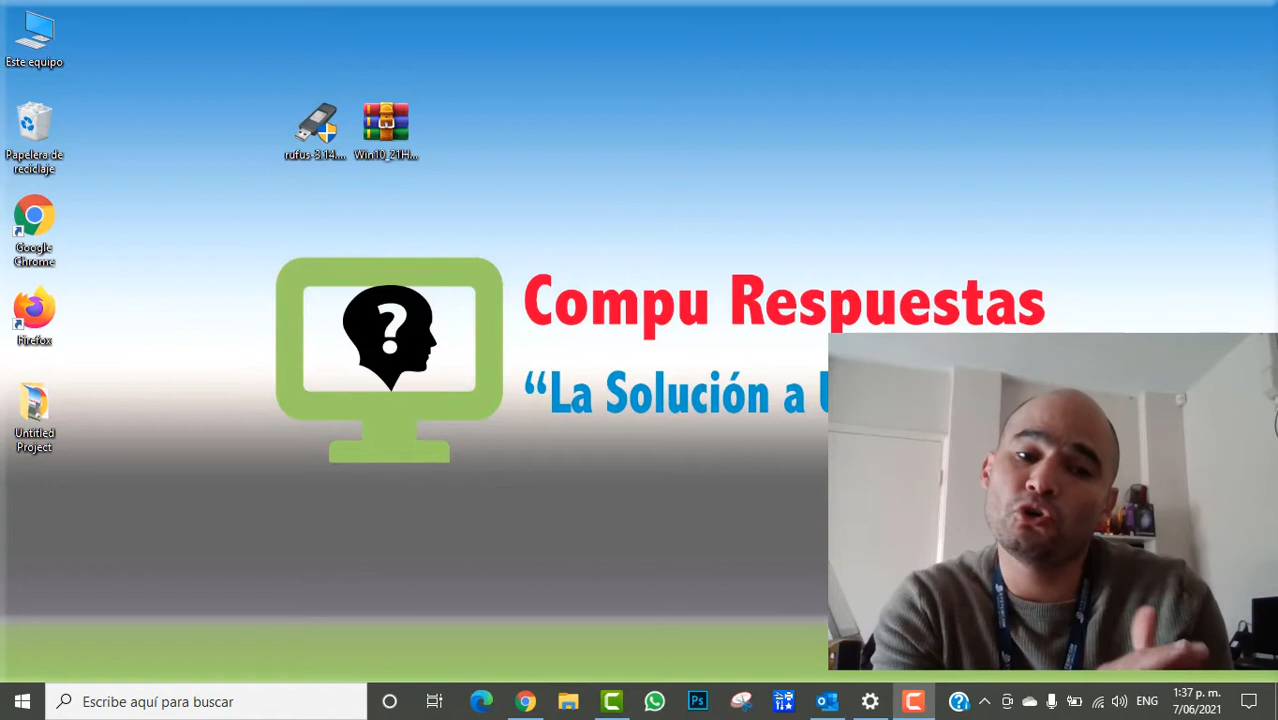 Este equipo
rufus-3.14....
Win10_21H...
Papelera de
reciclaje
Google
Chrome
?
Compu Respuestas
Firefox
“La Solución a
Untitled
Project
Escribe aquí para buscar
Ps
ENG
1:37 p. m.
7/06/2021